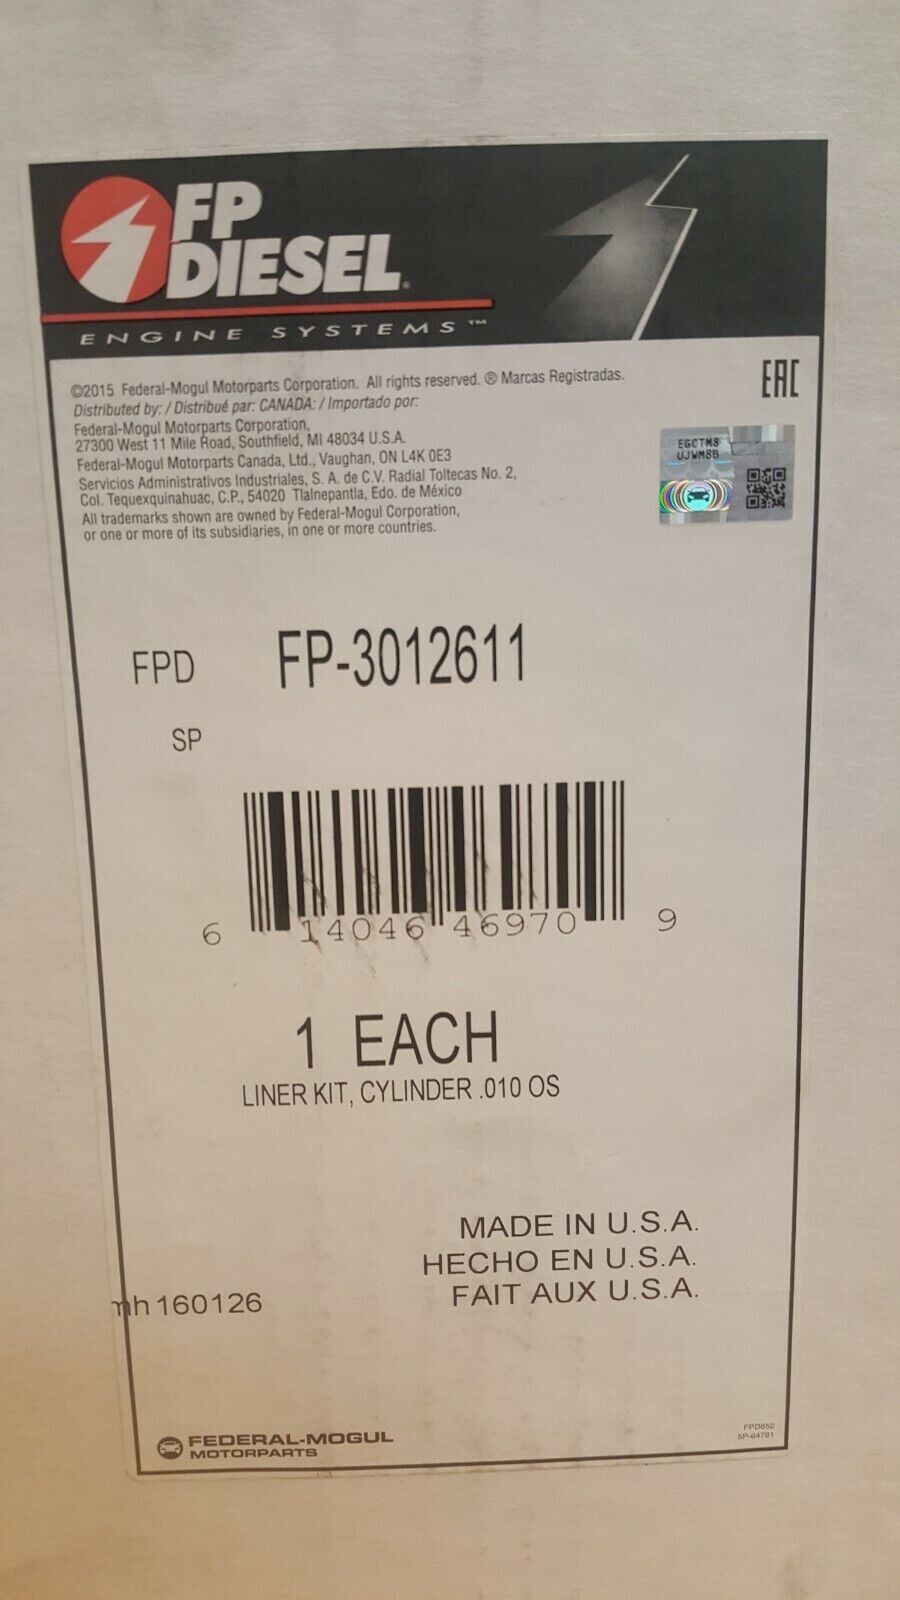 FP
DIESEL®
ENGINE SYSTEMS™
EAC
©2015 Federal-Mogul Motorparts Corporation. All rights reserved. ® Marcas Registradas.
Distributed by: / Distribué par: CANADA: / Importado por:
Federal-Mogul Motorparts Corporation,
27300 West 11 Mile Road, Southfield, MI 48034 U.S.A.
Federal-Mogul Motorparts Canada, Ltd., Vaughan, ON L4K 0E3
Servicios Administrativos Industriales, S. A. de C.V. Radial Toltecas No. 2,
Col. Tequexquinahuac, C.P., 54020 Tlalnepantla, Edo. de México
All trademarks shown are owned by Federal-Mogul Corporation,
or one or more of its subsidiaries, in one or more countries.
EGCTMS
UJWMSB
FPD FP-3012611
SP
6 14046 46970 9
1 EACH
LINER KIT, CYLINDER .010 OS
MADE IN U.S.A.
HECHO EN U.S.A.
FAIT AUX U.S.A.
mh 160126
FEDERAL-MOGUL
MOTORPARTS
FPD852
SP-64791